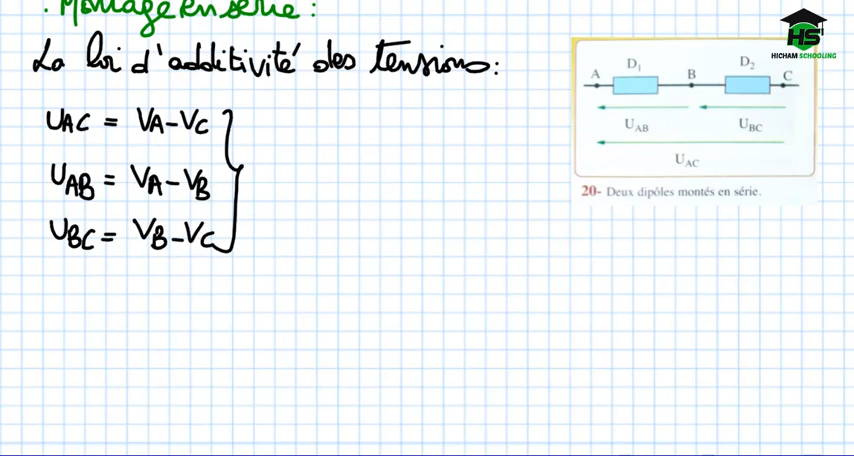 . Montage en série :
La loi d'additivité des tensions :
UAC = VA-VC
UAB = VA-VB
UBC = VB-VC
HS
HICHAM SCHOOLING
D1 D2
A B C
UAB UBC
UAC
20- Deux dipôles montés en série.